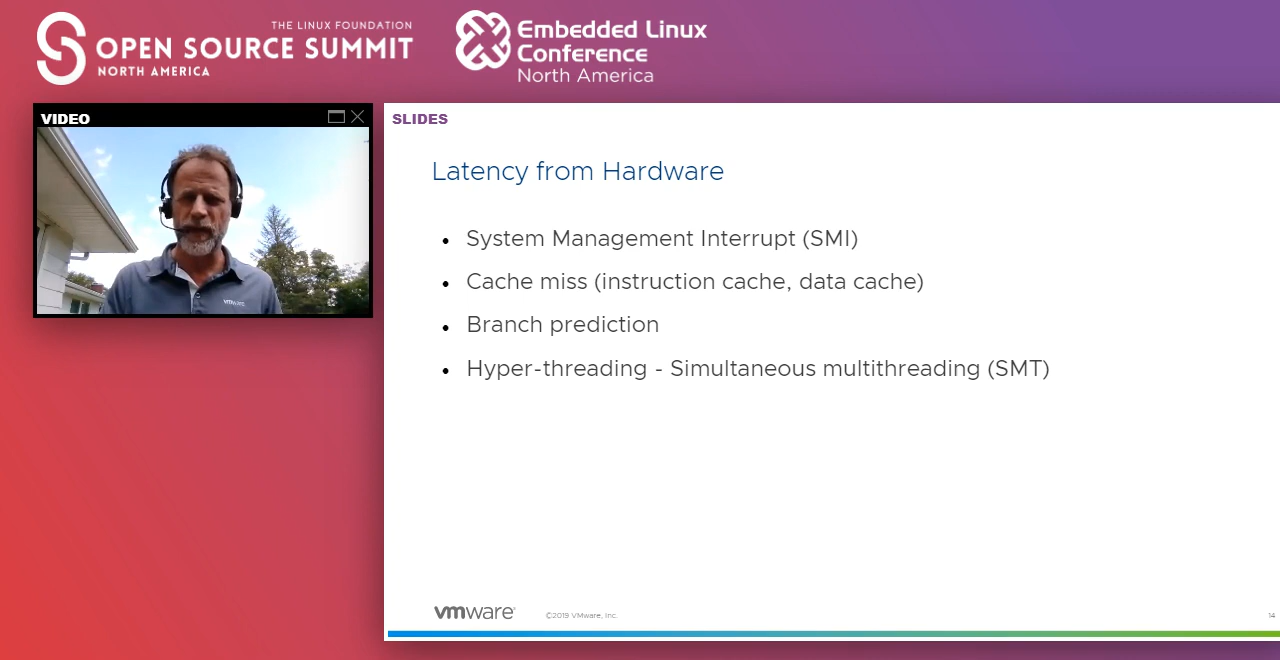 THE LINUX FOUNDATION
OPEN SOURCE SUMMIT
NORTH AMERICA
Embedded Linux
Conference
North America
VIDEO
vmware
SLIDES
Latency from Hardware
• System Management Interrupt (SMI)
• Cache miss (instruction cache, data cache)
• Branch prediction
• Hyper-threading - Simultaneous multithreading (SMT)
vmware
©2019 VMware, Inc.
14